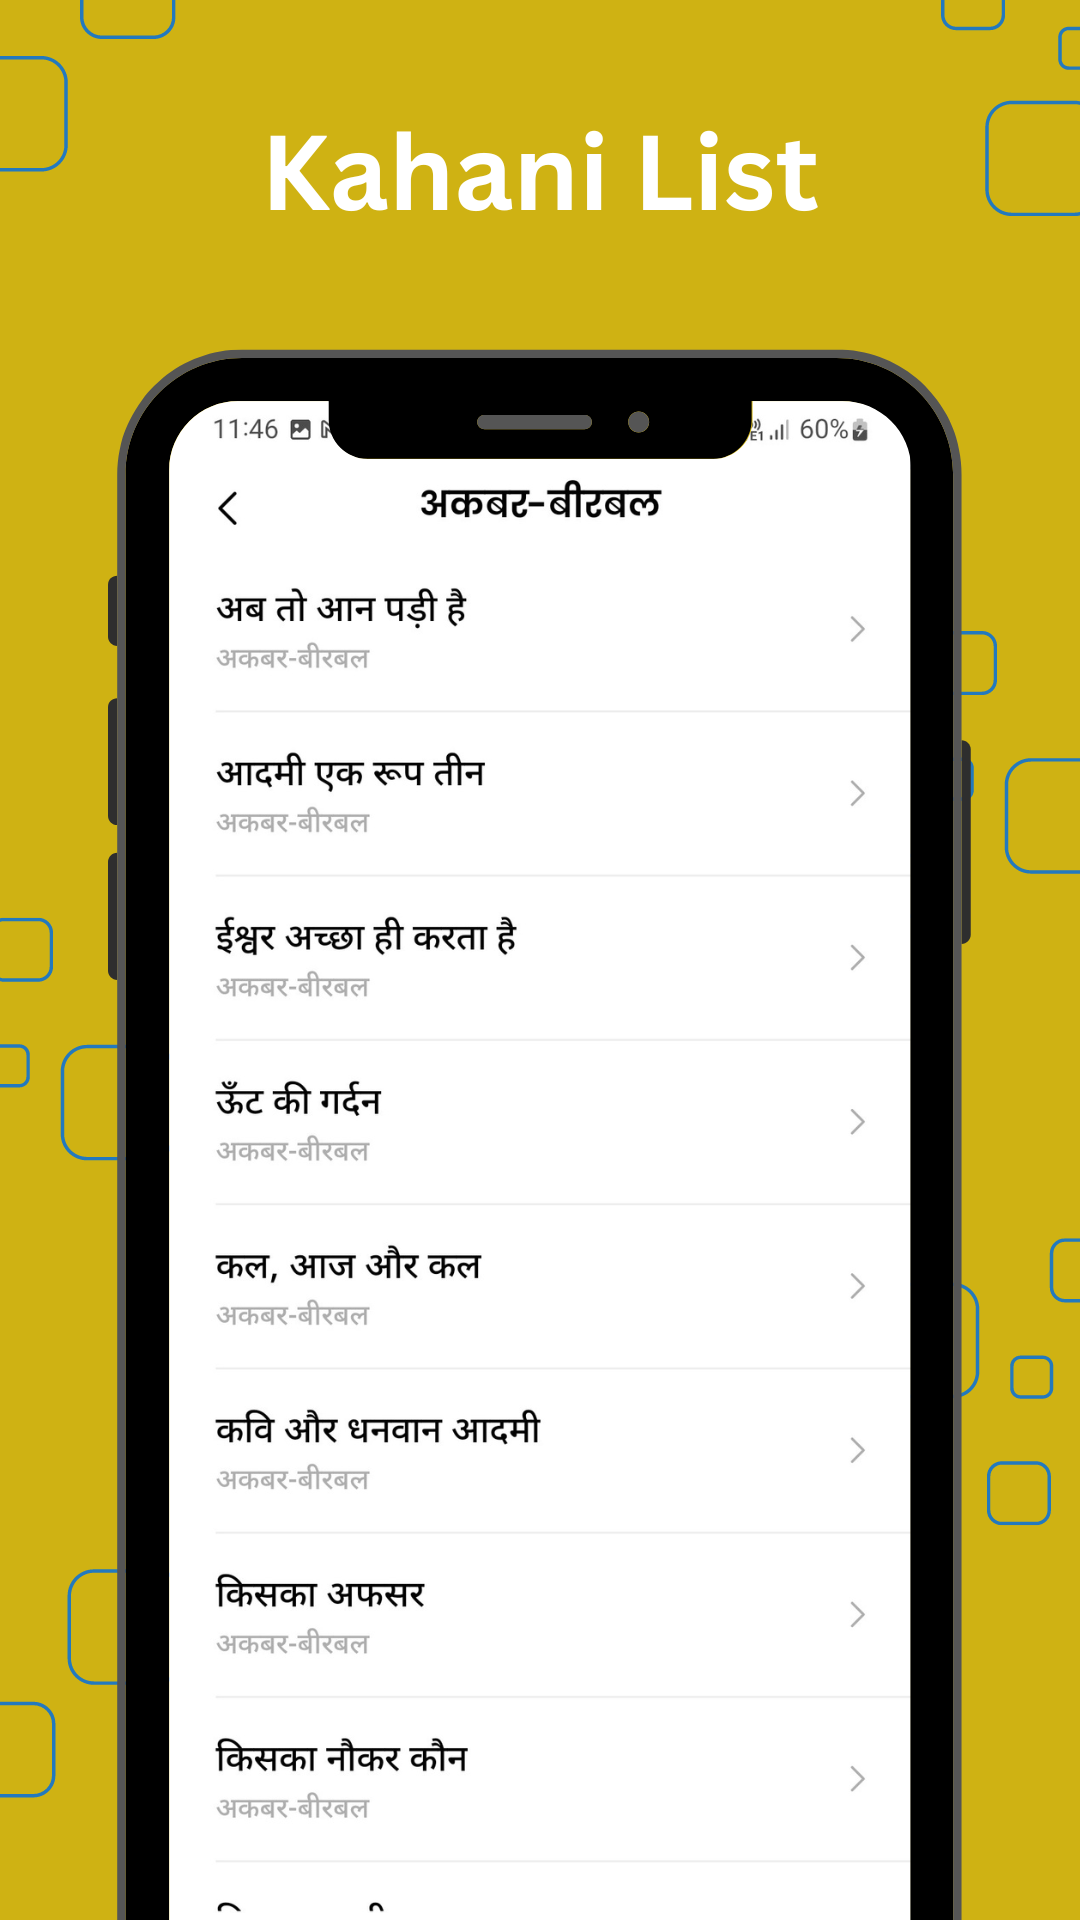 Kahani List
11:46
60%
अकबर-बीरबल
अब तो आन पड़ी है
अकबर-बीरबल
आदमी एक रूप तीन
अकबर-बीरबल
ईश्वर अच्छा ही करता है
अकबर-बीरबल
ऊँट की गर्दन
अकबर-बीरबल
कल, आज और कल
अकबर-बीरबल
कवि और धनवान आदमी
अकबर-बीरबल
किसका अफसर
अकबर-बीरबल
किसका नौकर कौन
अकबर-बीरबल